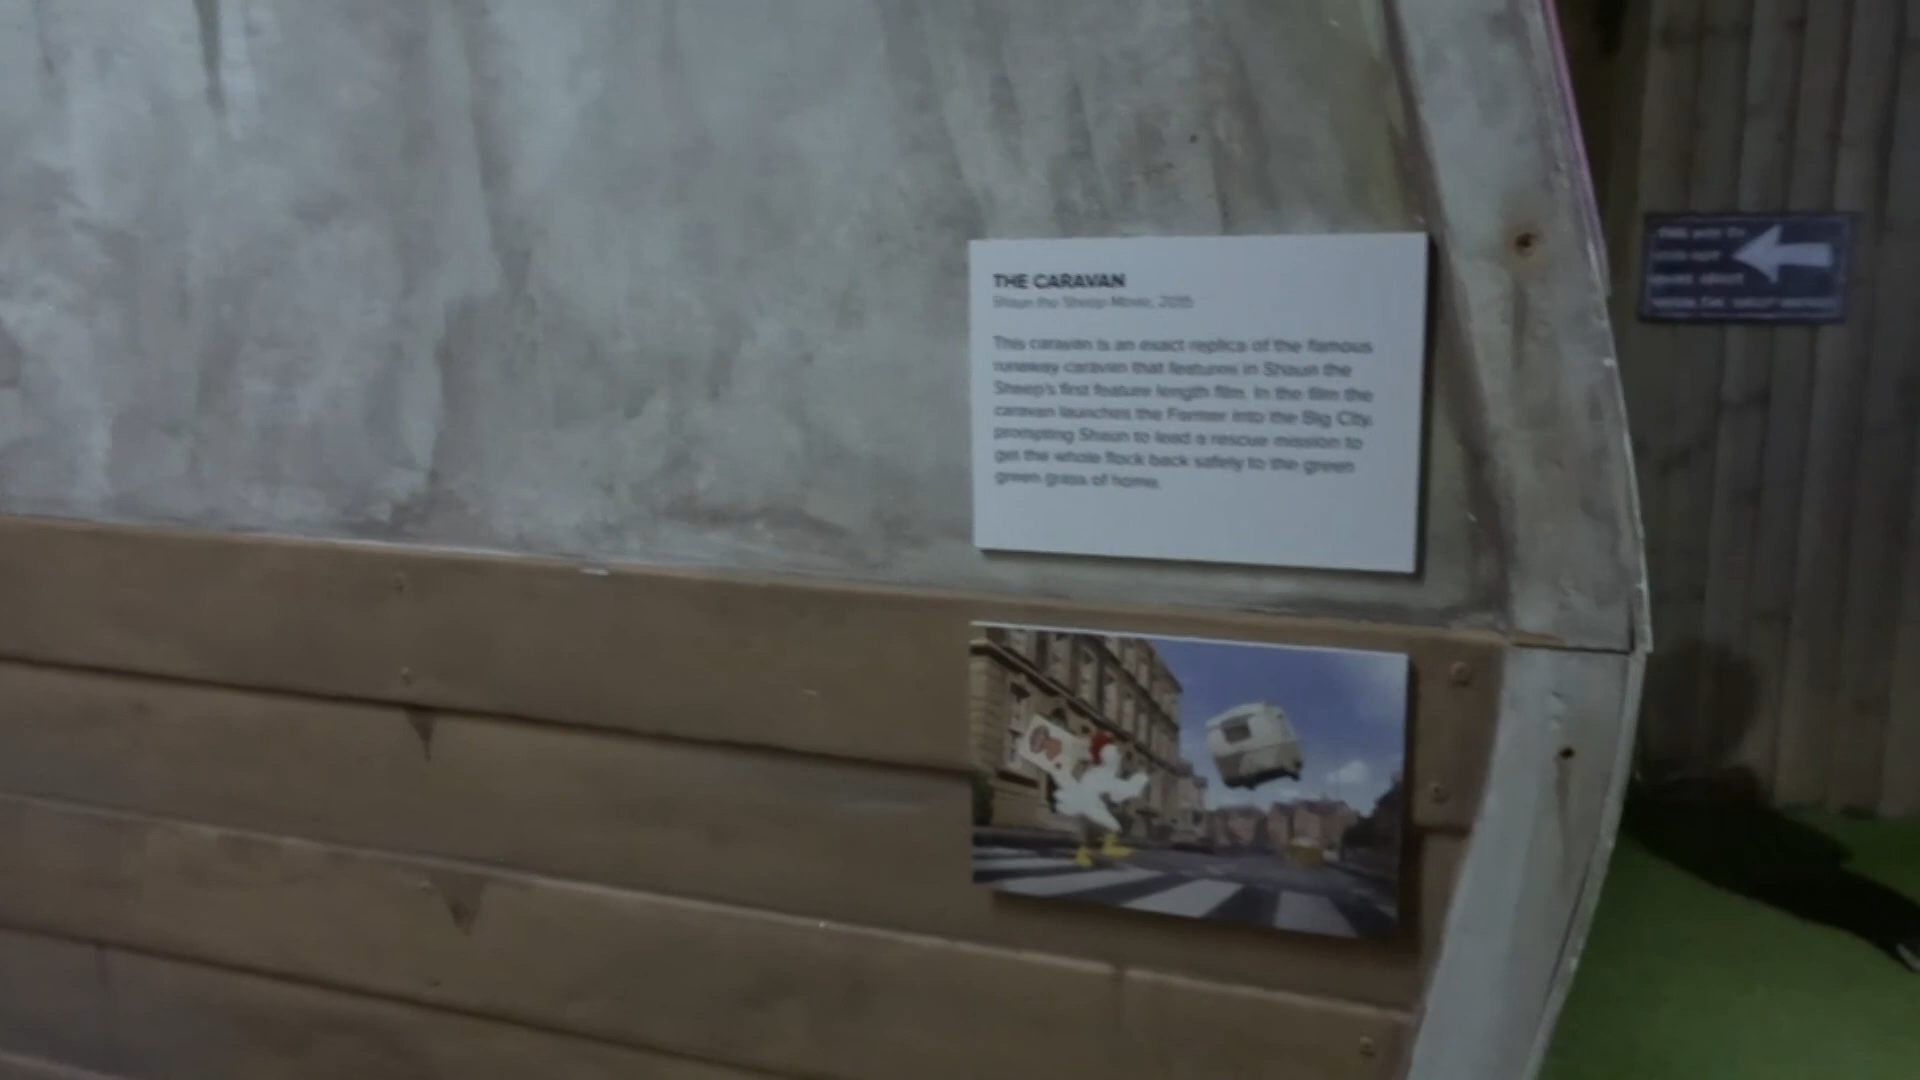 THE CARAVAN
Shaun the Sheep Movie, 2015
This caravan is an exact replica of the famous
runaway caravan that features in Shaun the
Sheep's first feature length film. In the film the
caravan launches the Farmer into the Big City,
prompting Shaun to lead a rescue mission to
get the whole flock back safely to the green
green grass of home.